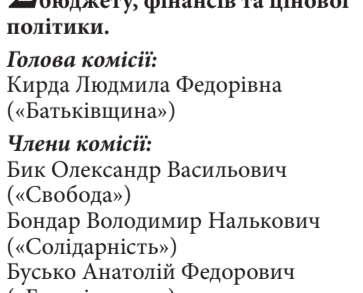 бюджету, фінансів та цінової
політики.
Голова комісії:
Кирда Людмила Федорівна
(«Батьківщина»)
Члени комісії:
Бик Олександр Васильович
(«Свобода»)
Бондар Володимир Налькович
(«Солідарність»)
Бусько Анатолій Федорович